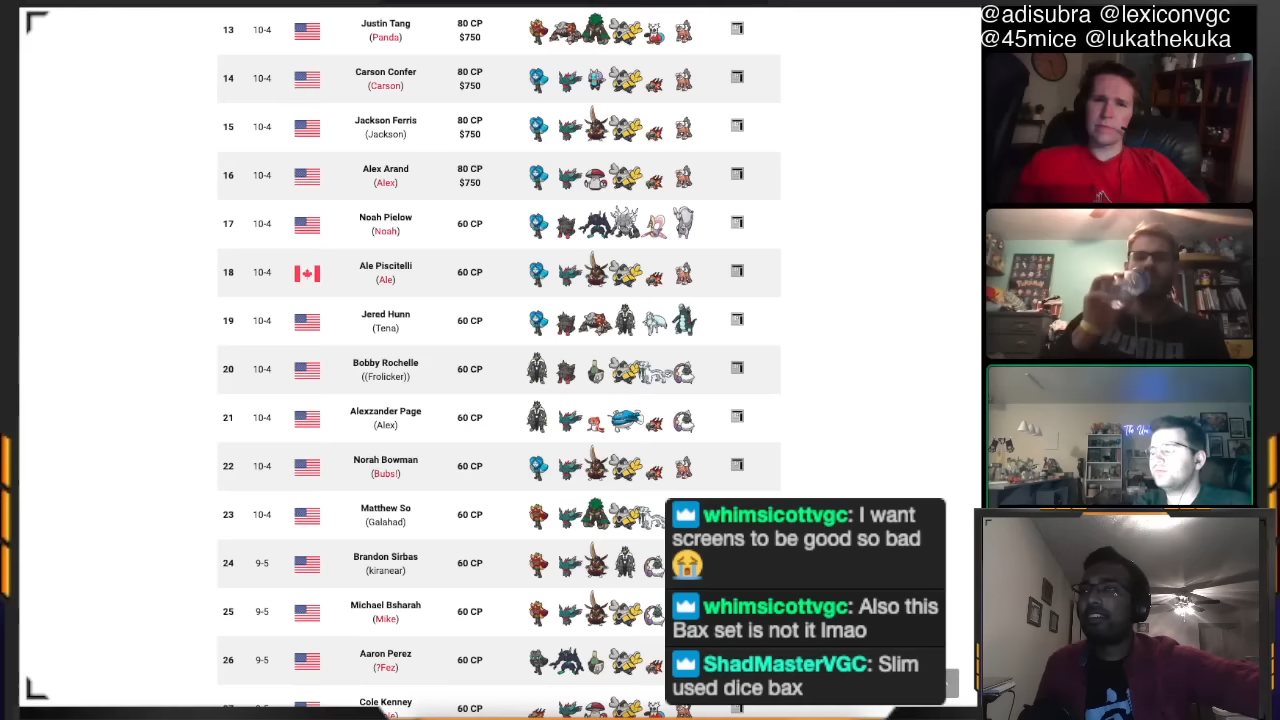 @adisubra @lexiconvgc
@45mice @lukathekuka
13 10-4 Justin Tang (Panda) 80 CP $750
14 10-4 Carson Confer (Carson) 80 CP $750
15 10-4 Jackson Ferris (Jackson) 80 CP $750
16 10-4 Alex Arand (Alex) 80 CP $750
17 10-4 Noah Pielow (Noah) 60 CP
18 10-4 Ale Piscitelli (Ale) 60 CP
19 10-4 Jered Hunn (Tena) 60 CP
20 10-4 Bobby Rochelle ((Frolicker)) 60 CP
21 10-4 Alexzander Page (Alex) 60 CP
22 10-4 Norah Bowman (Bubs!) 60 CP
23 10-4 Matthew So (Galahad) 60 CP
24 9-5 Brandon Sirbas (kiranear) 60 CP
25 9-5 Michael Bsharah (Mike) 60 CP
26 9-5 Aaron Perez (?Fez) 60 CP
Cole Kenney 60 CP
whimsicottvgc: I want
screens to be good so bad
😭
whimsicottvgc: Also this
Bax set is not it lmao
ShadMasterVGC: Slim
used dice bax